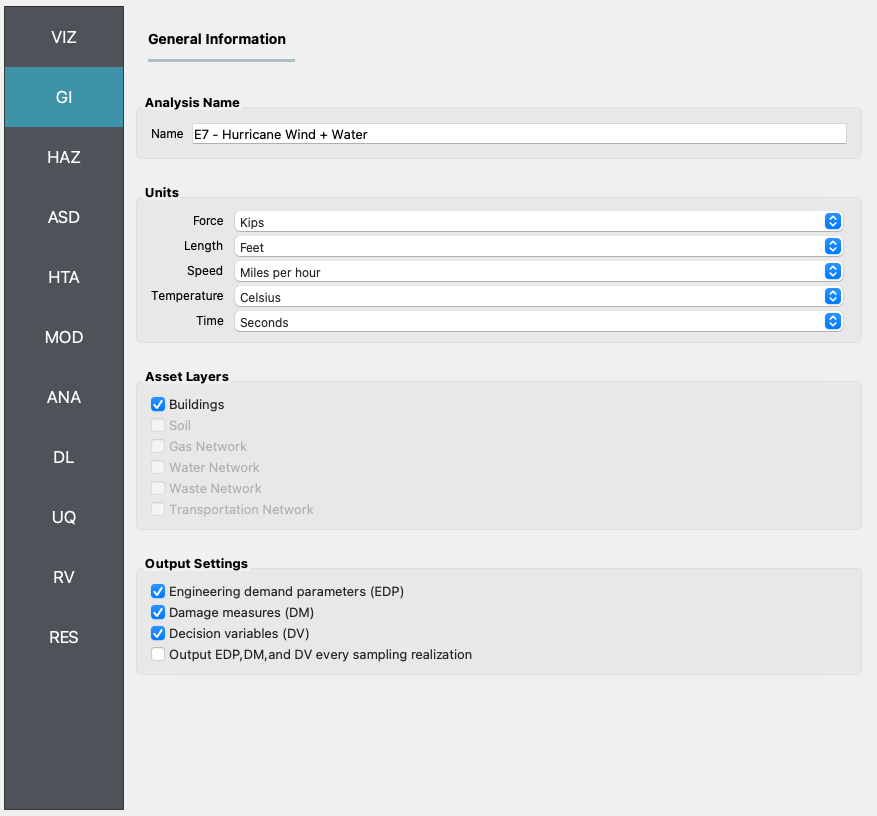 VIZ
GI
HAZ
ASD
HTA
MOD
ANA
DL
UQ
RV
RES
General Information
Analysis Name
Name E7 - Hurricane Wind + Water
Units
Force Kips
Length Feet
Speed Miles per hour
Temperature Celsius
Time Seconds
Asset Layers
Buildings
Soil
Gas Network
Water Network
Waste Network
Transportation Network
Output Settings
Engineering demand parameters (EDP)
Damage measures (DM)
Decision variables (DV)
Output EDP,DM,and DV every sampling realization